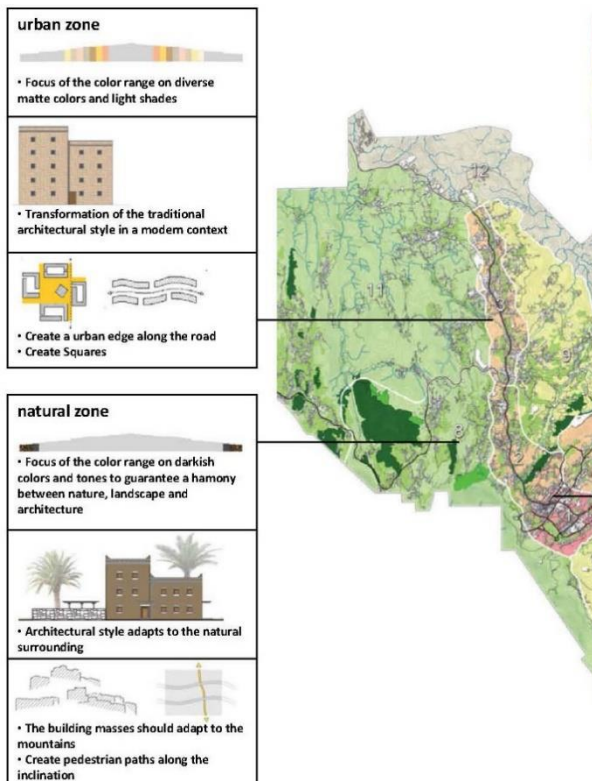 urban zone
• Focus of the color range on diverse
matte colors and light shades
• Transformation of the traditional
architectural style in a modern context
• Create a urban edge along the road
• Create Squares
natural zone
• Focus of the color range on darkish
colors and tones to guarantee a hamony
between nature, landscape and
architecture
• Architectural style adapts to the natural
surrounding
• The building masses should adapt to the
mountains
• Create pedestrian paths along the
inclination
12
11
9
8